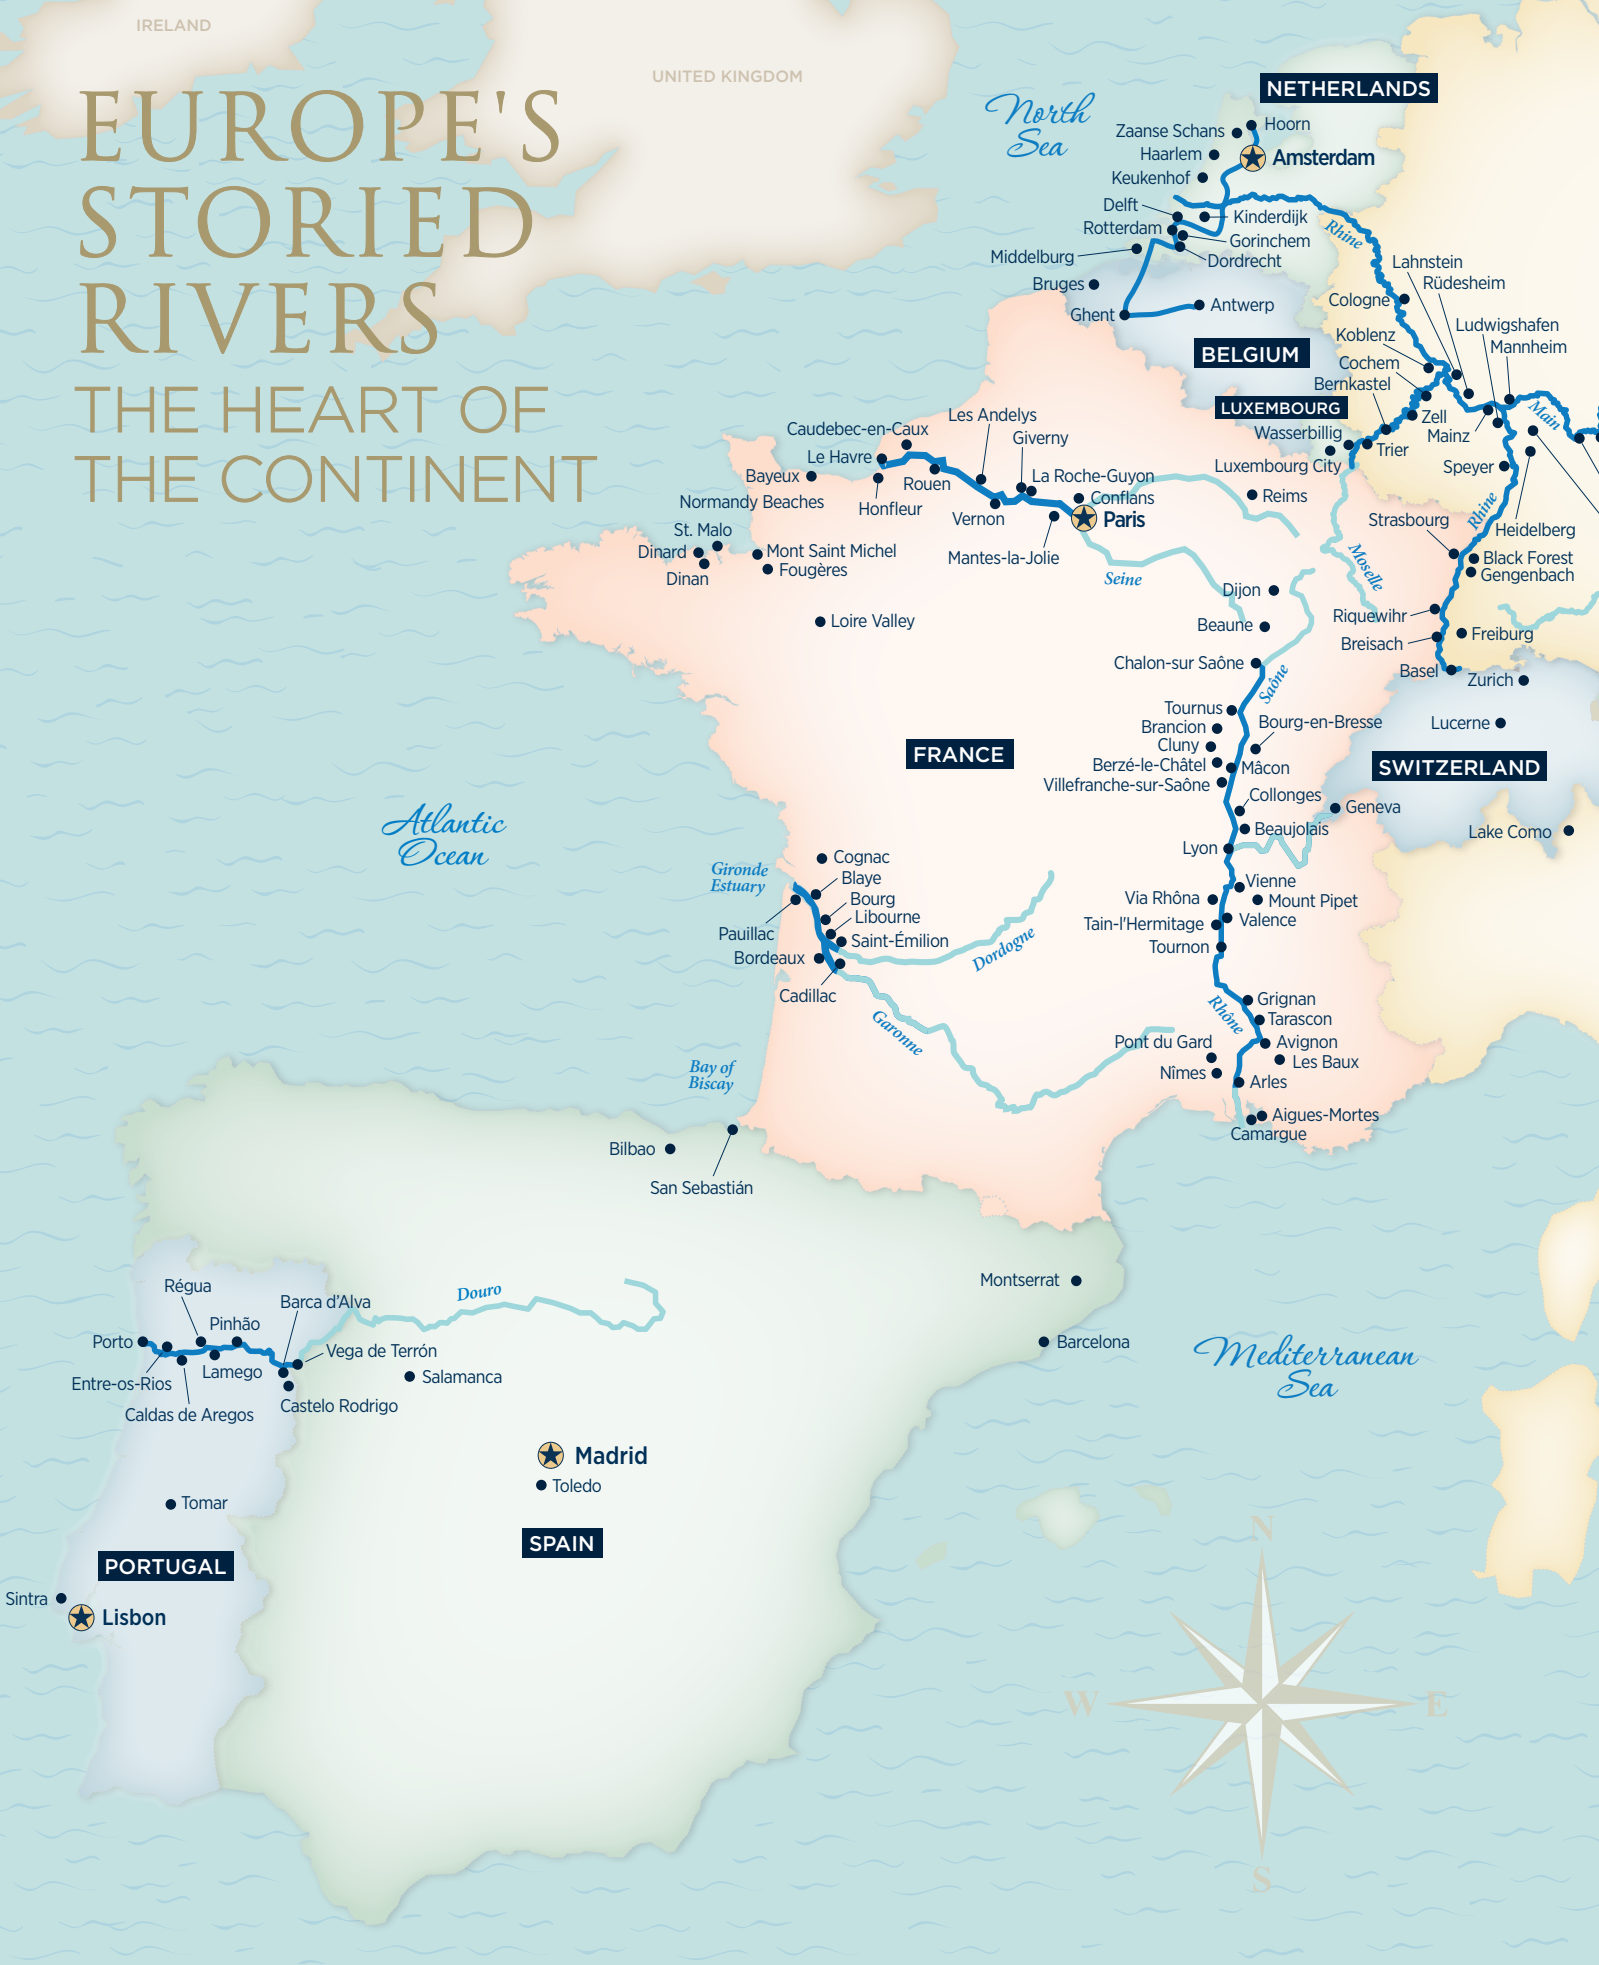 IRELAND
UNITED KINGDOM
EUROPE'S
STORIED
RIVERS
THE HEART OF
THE CONTINENT
North
Sea
NETHERLANDS
Hoorn
Zaanse Schans
Haarlem
Amsterdam
Keukenhof
Delft
Kinderdijk
Rotterdam
Gorinchem
Middelburg
Dordrecht
Rhine
Bruges
Ghent
Antwerp
BELGIUM
Lahnstein
Rüdesheim
Cologne
Ludwigshafen
Koblenz
Mannheim
Cochem
Bernkastel
LUXEMBOURG
Zell
Main
Wasserbillig
Mainz
Trier
Luxembourg City
Speyer
Les Andelys
Caudebec-en-Caux
Giverny
Le Havre
Bayeux
Rouen
La Roche-Guyon
Conflans
Reims
Normandy Beaches
Honfleur
Vernon
Paris
Strasbourg
Rhine
Heidelberg
St. Malo
Dinard
Mont Saint Michel
Mantes-la-Jolie
Moselle
Black Forest
Dinan
Fougères
Seine
Gengenbach
Dijon
Loire Valley
Beaune
Riquewihr
Freiburg
Breisach
Chalon-sur Saône
Basel
Zurich
Saône
Tournus
Bourg-en-Bresse
Lucerne
Brancion
Cluny
FRANCE
Berzé-le-Châtel
Mâcon
SWITZERLAND
Villefranche-sur-Saône
Collonges
Geneva
Atlantic
Ocean
Beaujolais
Lake Como
Lyon
Cognac
Gironde
Estuary
Blaye
Vienne
Bourg
Via Rhôna
Mount Pipet
Libourne
Tain-l'Hermitage
Valence
Pauillac
Saint-Émilion
Dordogne
Tournon
Bordeaux
Cadillac
Grignan
Rhône
Tarascon
Garonne
Pont du Gard
Avignon
Les Baux
Bay of
Biscay
Nîmes
Arles
Aigues-Mortes
Camargue
Bilbao
San Sebastián
Montserrat
Régua
Douro
Barca d'Alva
Pinhão
Porto
Vega de Terrón
Barcelona
Mediterranean
Sea
Entre-os-Rios
Lamego
Salamanca
Caldas de Aregos
Castelo Rodrigo
Madrid
Toledo
Tomar
SPAIN
PORTUGAL
Sintra
Lisbon
N
W
E
S